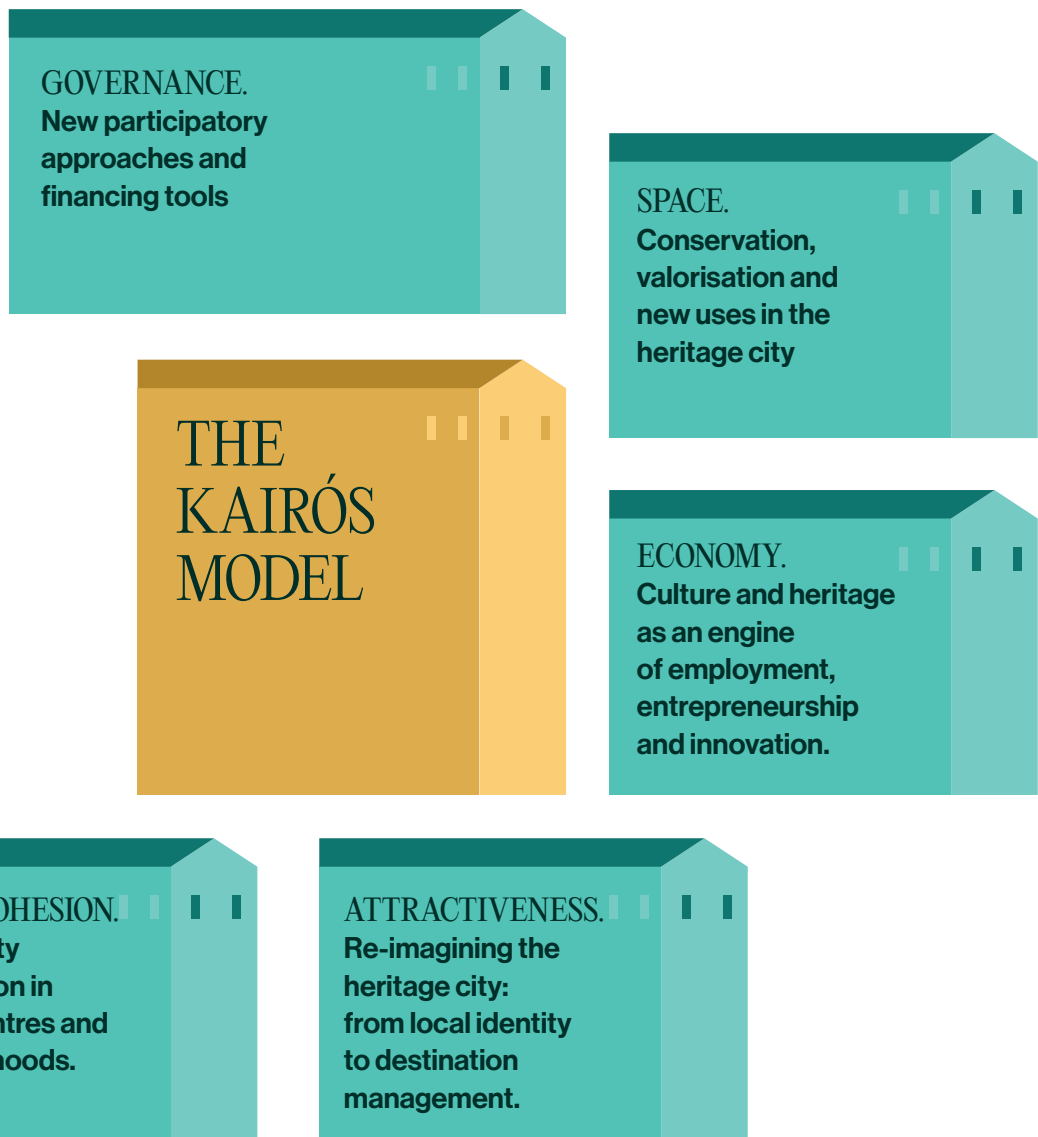 GOVERNANCE.
New participatory
approaches and
financing tools
SPACE.
Conservation,
valorisation and
new uses in the
heritage city
THE
KAIRÓS
MODEL
ECONOMY.
Culture and heritage
as an engine
of employment,
entrepreneurship
and innovation.
OHESION.
ty
on in
ntres and
hoods.
ATTRACTIVENESS.
Re-imagining the
heritage city:
from local identity
to destination
management.